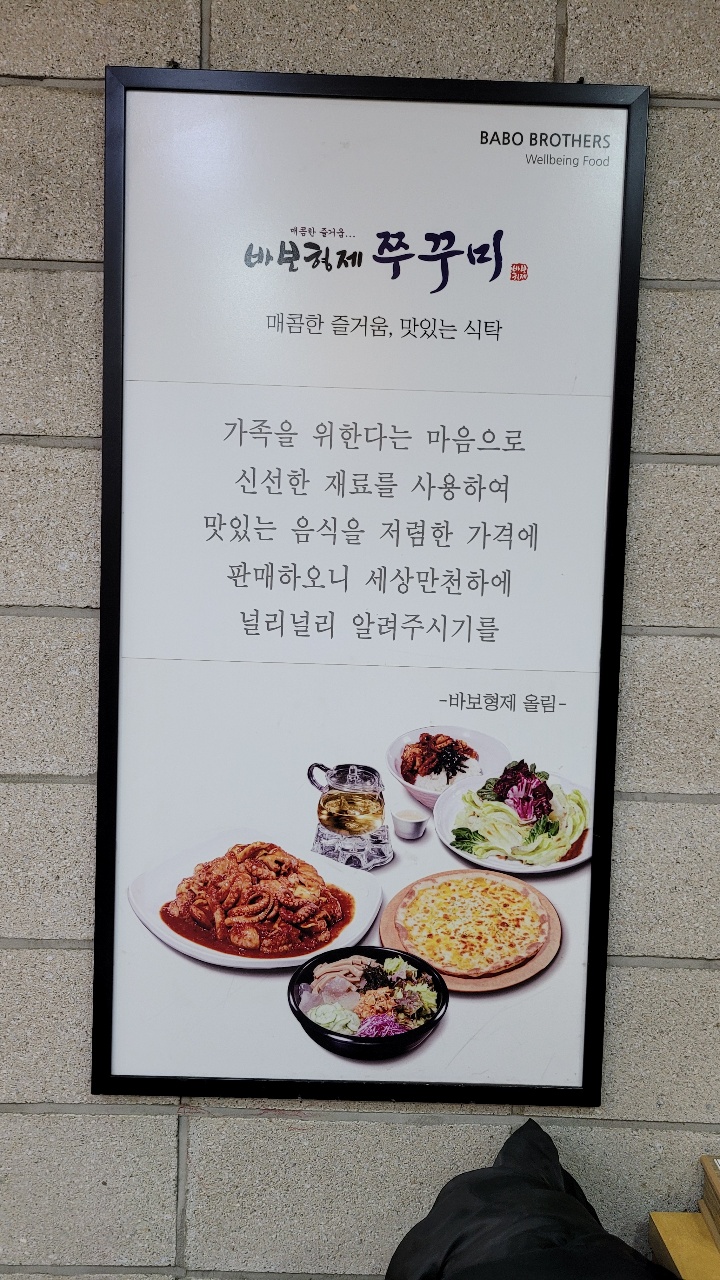 BABO BROTHERS
Wellbeing Food
매콤한 즐거움...
바보형제 쭈꾸미
매콤한 즐거움, 맛있는 식탁
가족을 위한다는 마음으로
신선한 재료를 사용하여
맛있는 음식을 저렴한 가격에
판매하오니 세상만천하에
널리널리 알려주시기를
-바보형제 올림-